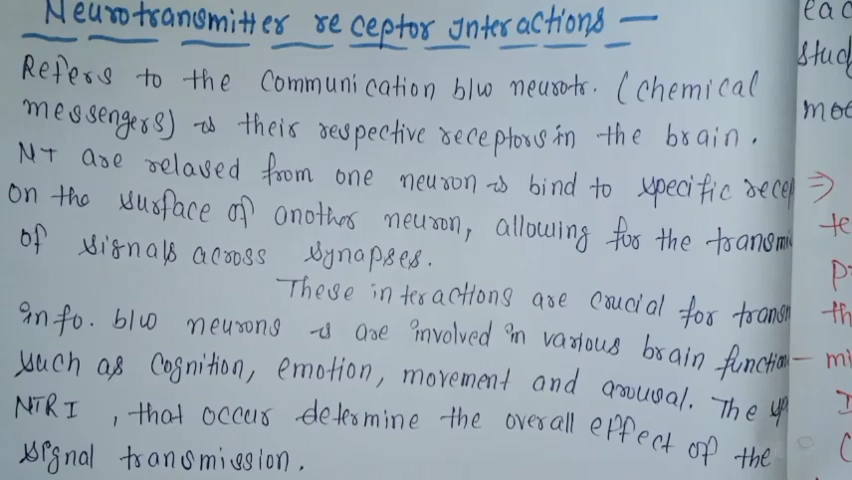 Neurotransmitter receptor Interactions —
Refers to the communication b/w neurotr. (chemical
messengers) & their respective receptors in the brain.
NT are relased from one neuron & bind to specific recep
on the surface of another neuron, allowing for the transmi
of signals across synapses.
These interactions are crucial for transm
info. b/w neurons & are involved in various brain function
such as cognition, emotion, movement and arousal. The sp
NTRI, that occur determine the overall effect of the
signal transmission.
eac
stud
mod
⇒
te
p
th
mi
I
(